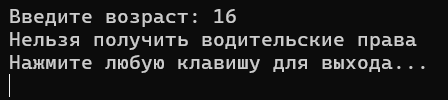 Введите возраст: 16
Нельзя получить водительские права
Нажмите любую клавишу для выхода...